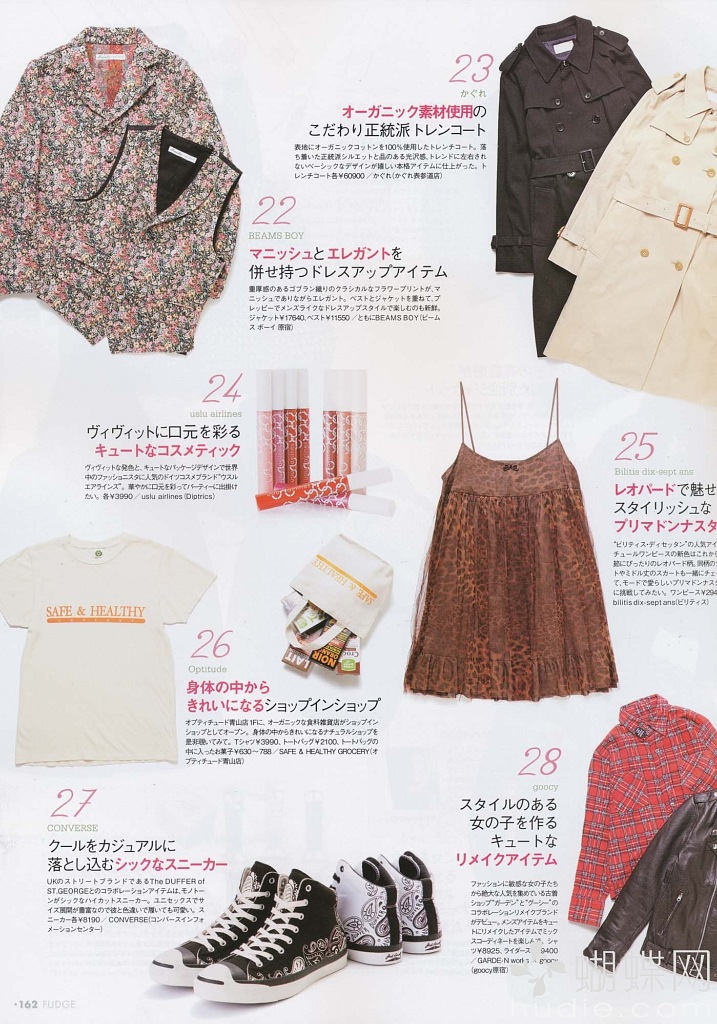 23
かぐれ
オーガニック素材使用の
こだわり正統派トレンコート
表地にオーガニックコットンを100%使用したトレンチコート。落
ち着いた正統派シルエットと品のある光沢感、トレンドに左右され
ないベーシックなデザインが嬉しい本格アイテムに仕上がった。ト
レンチコート各¥60900／かぐれ(かぐれ表参道店)
22
BEAMS BOY
マニッシュとエレガントを
併せ持つドレスアップアイテム
重厚感のあるゴブラン織りのクラシカルなフラワープリントが、マ
ニッシュでありながらエレガント。ベストとジャケットを重ねて、プ
レッピーでメンズライクなドレスアップスタイルで楽しむのも新鮮。
ジャケット¥17640、ベスト¥11550／ともにBEAMS BOY(ビーム
ス ボーイ 原宿)
24
uslu airlines
ヴィヴィットに口元を彩る
キュートなコスメティック
ヴィヴィットな発色と、キュートなパッケージデザインで世界
中のファッショニスタに人気のドイツコスメブランド"ウスル
エアラインズ"。華やかに口元を彩ってパーティーに出掛け
たい。各¥3990／uslu airlines (Diptrics)
25
Bilitis dix-sept ans
レオパードで魅せ
スタイリッシュな
プリマドンナスタ
"ビリティス・ディセッタン"の人気アイ
チュールワンピースの新色はこれから
節にぴったりのレオパード柄。同柄の
トやミドル丈のスカートも一緒にチェ
て、モードで愛らしいプリマドンナスタ
に挑戦してみたい。ワンピース¥294
bilitis dix-sept ans(ビリティス)
SAFE & HEALTHY
SAFE & HEALTHY
LAIT
NOIR
26
Optitude
身体の中から
きれいになるショップインショップ
オプティチュード青山店1Fに、オーガニックな食料雑貨店がショップイン
ショップとしてオープン。身体の中からきれいになるナチュラルショップを
是非覗いてみて。Tシャツ¥3990、トートバッグ¥2100、トートバッグの
中に入ったお菓子¥630〜788／SAFE & HEALTHY GROCERY(オ
プティチュード青山店)
27
CONVERSE
クールをカジュアルに
落とし込むシックなスニーカー
UKのストリートブランドであるThe DUFFER of
ST.GEORGEとのコラボレーションアイテムは、モノトー
ンがシックなハイカットスニーカー。ユニセックスでサ
イズ展開が豊富なので彼と色違いで履いても可愛い。ス
ニーカー各¥8190／CONVERSE(コンバースインフォ
メーションセンター)
28
goocy
スタイルのある
女の子を作る
キュートな
リメイクアイテム
ファッションに敏感な女の子たち
から絶大な人気を集めている古着
ショップ"ガーデン"と"グーシー"の
コラボレーションリメイクブランド
がデビュー。メンズアイテムをキュー
トにリメイクしたアイテムでミック
スコーディネートを楽しんで。シャ
ツ¥8925、ライダース 9400
／GARDE-N works goocy
(goocy原宿)
•162 FUDGE
蝴蝶网
hudie.com